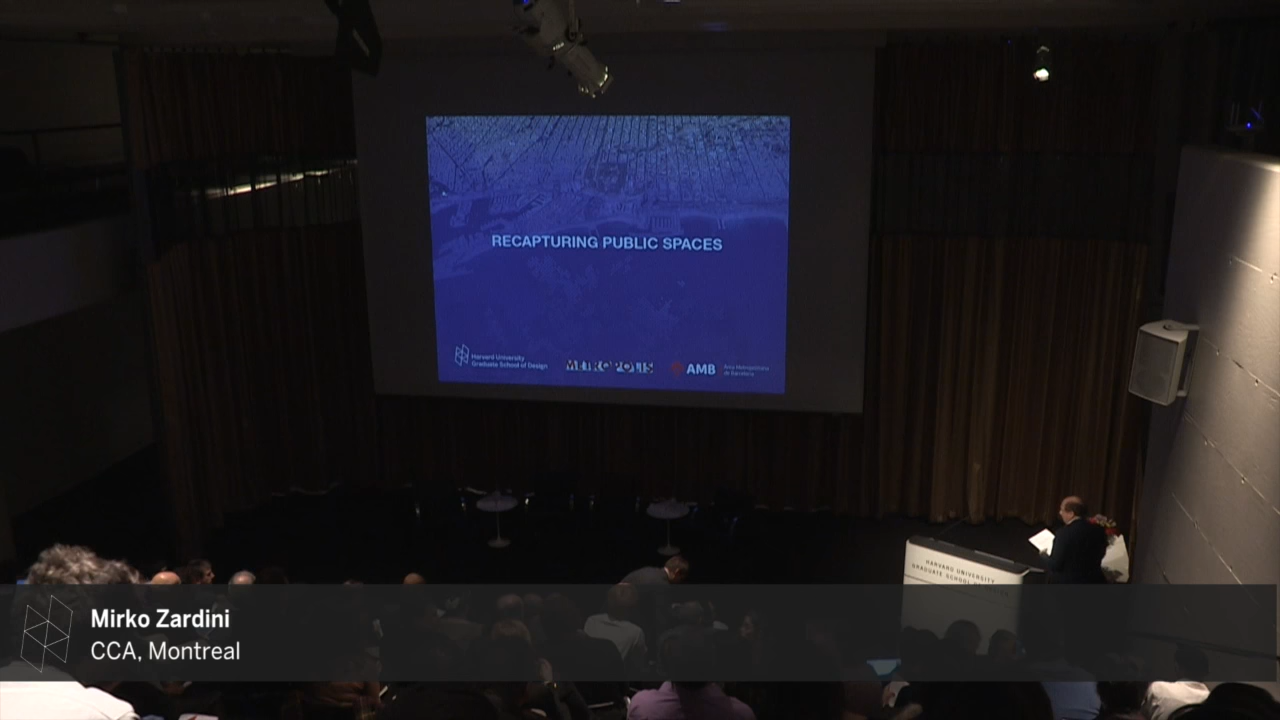 RECAPTURING PUBLIC SPACES
Harvard University
Graduate School of Design
METROPOLIS
AMB
Àrea Metropolitana
de Barcelona
HARVARD UNIVERSITY
GRADUATE SCHOOL OF
Mirko Zardini
CCA, Montreal